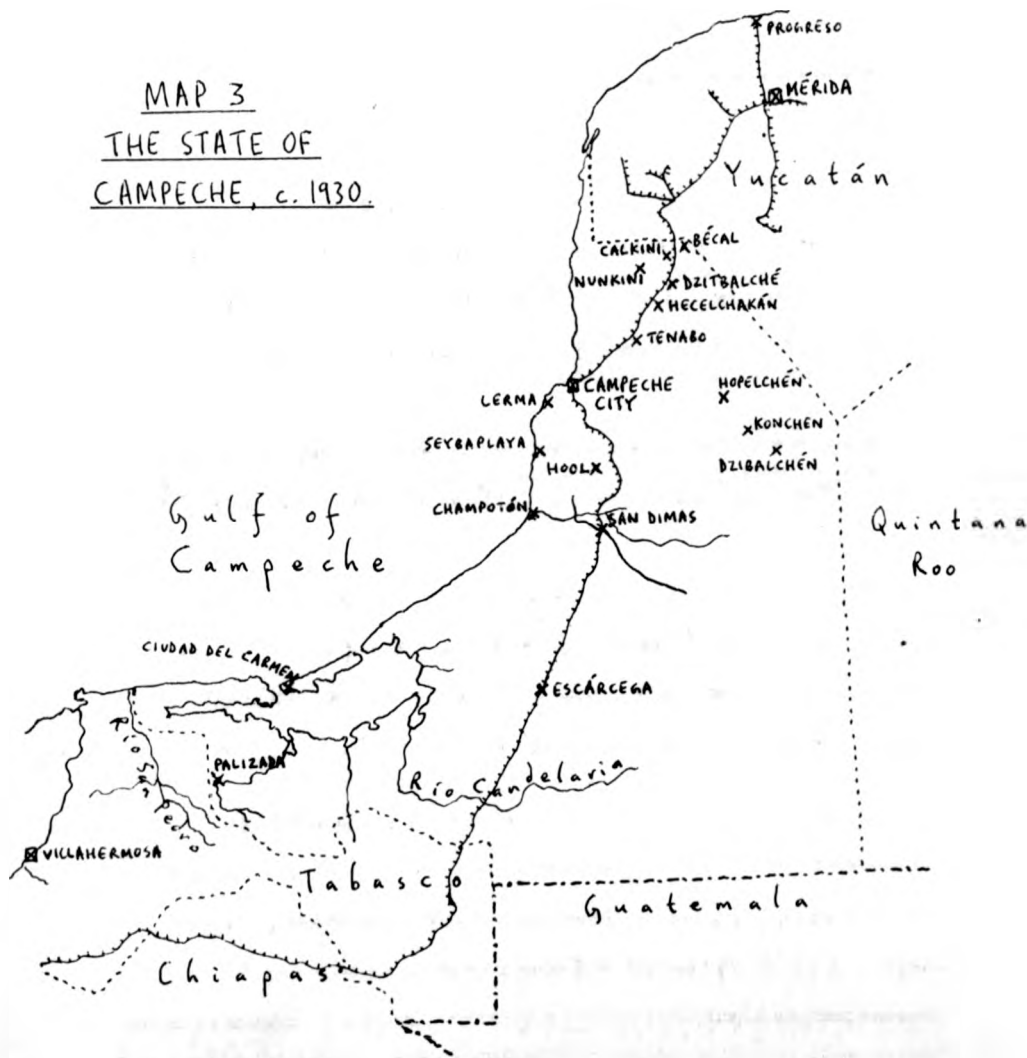 MAP 3
THE STATE OF
CAMPECHE, c. 1930.
PROGRESO
MÉRIDA
Yucatán
BÉCAL
CALKINÍ
NUNKINÍ
DZITBALCHÉ
HECELCHAKÁN
TENABO
CAMPECHE
CITY
HOPELCHÉN
LERMA
KONCHEN
SEYBAPLAYA
DZIBALCHÉN
HOOL
CHAMPOTÓN
SAN DIMAS
Gulf of
Campeche
Quintana
Roo
CIUDAD DEL CARMEN
ESCÁRCEGA
Río San Pedro
PALIZADA
Río Candelaria
VILLAHERMOSA
Tabasco
Guatemala
Chiapas